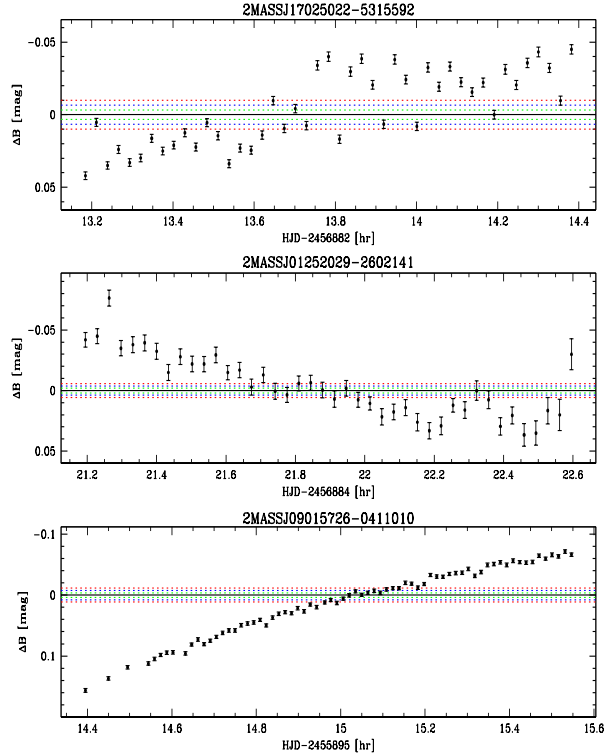 2MASSJ17025022-5315592
-0.05
0
0.05
ΔB [mag]
13.2 13.4 13.6 13.8 14 14.2 14.4
HJD-2456882 [hr]
2MASSJ01252029-2602141
-0.05
0
0.05
ΔB [mag]
21.2 21.4 21.6 21.8 22 22.2 22.4 22.6
HJD-2456884 [hr]
2MASSJ09015726-0411010
-0.1
0
0.1
ΔB [mag]
14.4 14.6 14.8 15 15.2 15.4 15.6
HJD-2455895 [hr]